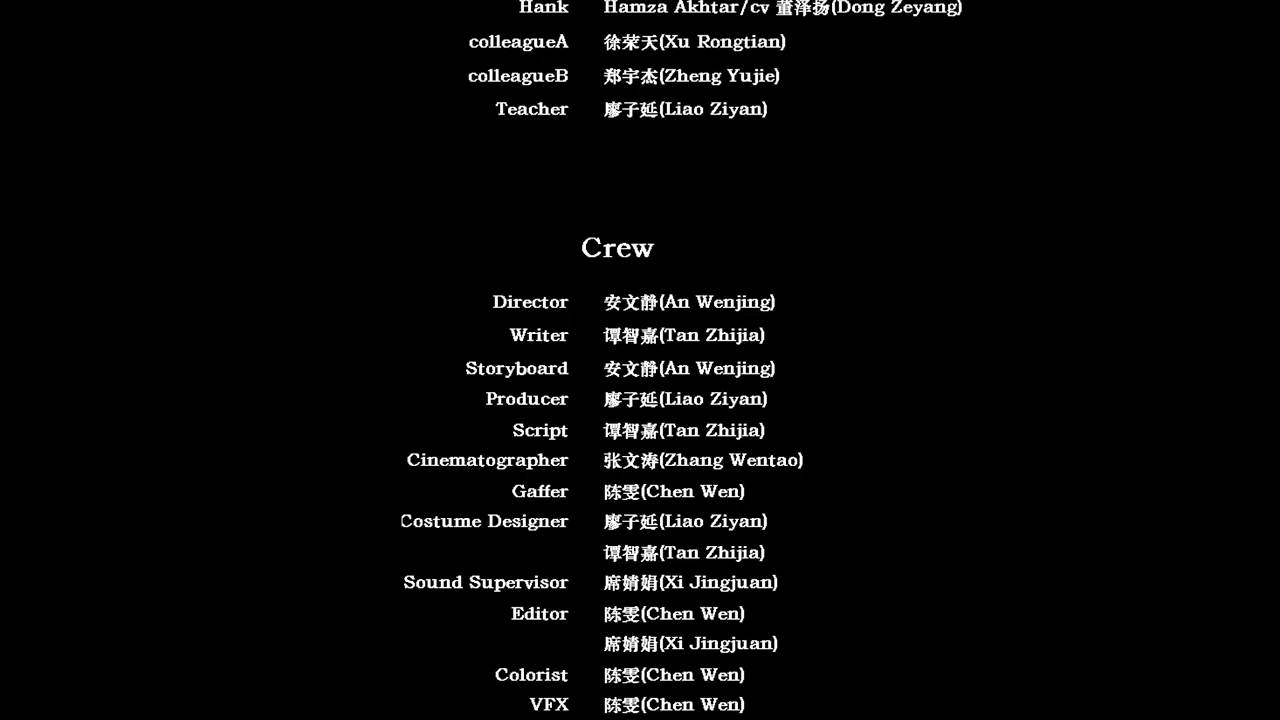 Hank Hamza Akhtar/cv 董泽扬(Dong Zeyang)
colleagueA 徐荣天(Xu Rongtian)
colleagueB 郑宇杰(Zheng Yujie)
Teacher 廖子延(Liao Ziyan)
Crew
Director 安文静(An Wenjing)
Writer 谭智嘉(Tan Zhijia)
Storyboard 安文静(An Wenjing)
Producer 廖子延(Liao Ziyan)
Script 谭智嘉(Tan Zhijia)
Cinematographer 张文涛(Zhang Wentao)
Gaffer 陈雯(Chen Wen)
Costume Designer 廖子延(Liao Ziyan)
谭智嘉(Tan Zhijia)
Sound Supervisor 席婧娟(Xi Jingjuan)
Editor 陈雯(Chen Wen)
席婧娟(Xi Jingjuan)
Colorist 陈雯(Chen Wen)
VFX 陈雯(Chen Wen)